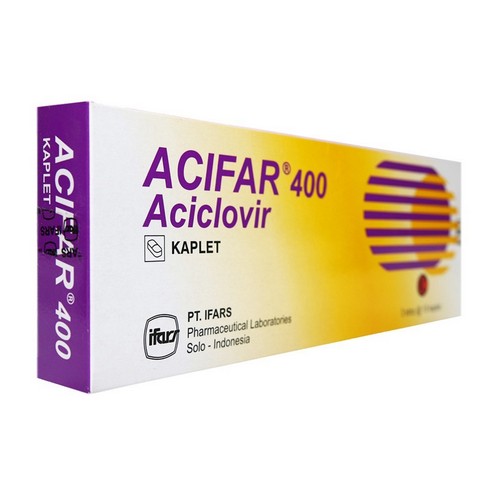 ACIFAR® 400
KAPLET
ACIFAR® 400
Aciclovir
KAPLET
ifars
PT. IFARS
Pharmaceutical Laboratories
Solo - Indonesia